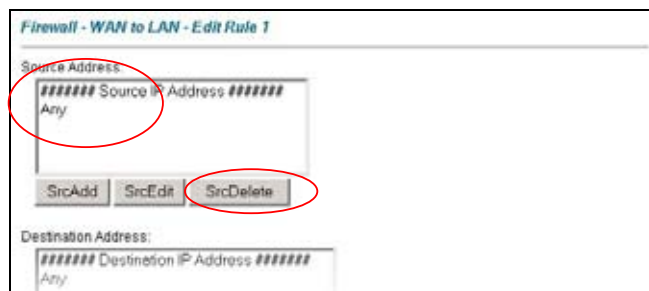 Firewall - WAN to LAN - Edit Rule 1
Source Address:
####### Source IP Address #######
Any
SrcAdd SrcEdit SrcDelete
Destination Address:
####### Destination IP Address #######
Any